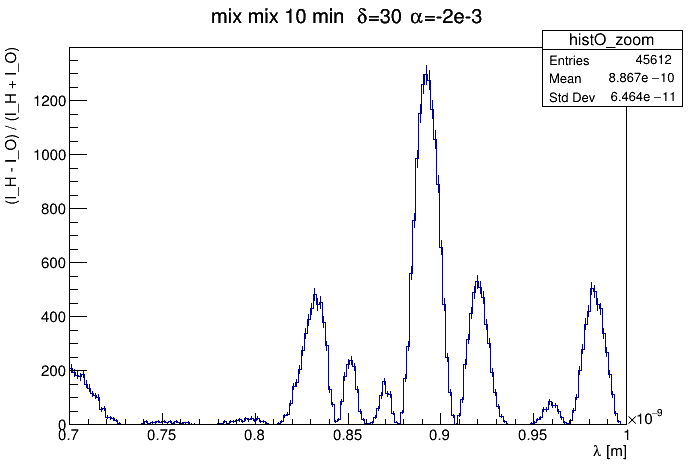 mix mix 10 min δ=30 α=-2e-3
histO_zoom
Entries 45612
Mean 8.867e−10
Std Dev 6.464e−11
(I_H - I_O) / (I_H + I_O)
1200
1000
800
600
400
200
0
0.7 0.75 0.8 0.85 0.9 0.95 1
×10⁻⁹
λ [m]